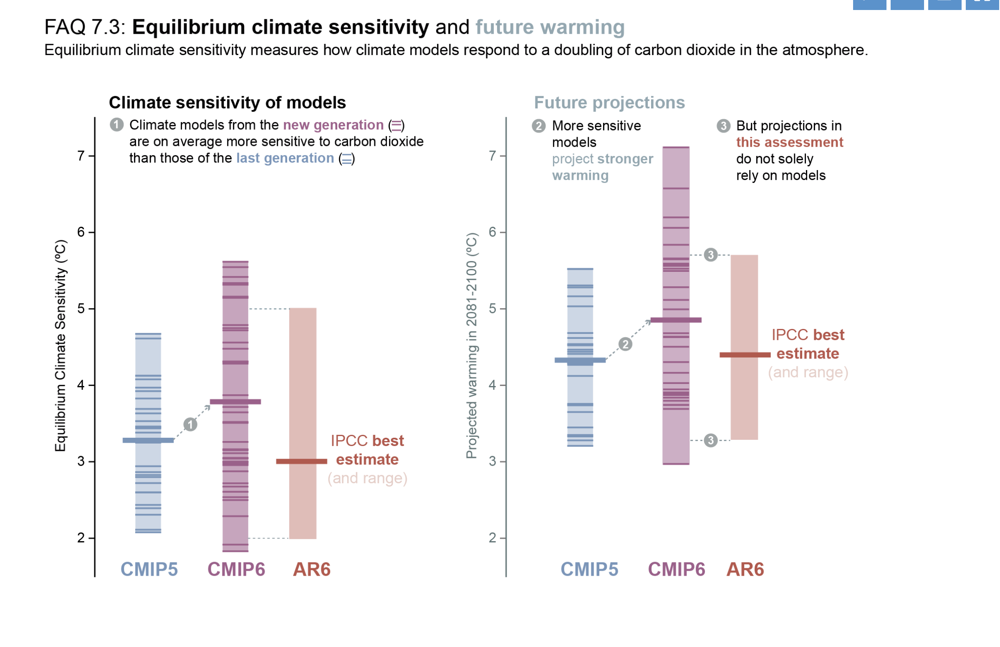 FAQ 7.3: Equilibrium climate sensitivity and future warming
Equilibrium climate sensitivity measures how climate models respond to a doubling of carbon dioxide in the atmosphere.
Climate sensitivity of models
1 Climate models from the new generation (=)
are on average more sensitive to carbon dioxide
than those of the last generation (=)
Equilibrium Climate Sensitivity (ºC)
7
6
5
4
3
2
1
IPCC best
estimate
(and range)
CMIP5
CMIP6
AR6
Future projections
2 More sensitive
models
project stronger
warming
3 But projections in
this assessment
do not solely
rely on models
Projected warming in 2081-2100 (ºC)
7
6
5
4
3
2
3
2
3
IPCC best
estimate
(and range)
CMIP5
CMIP6
AR6